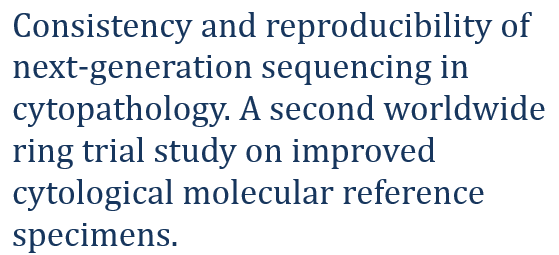 Consistency and reproducibility of
next-generation sequencing in
cytopathology. A second worldwide
ring trial study on improved
cytological molecular reference
specimens.